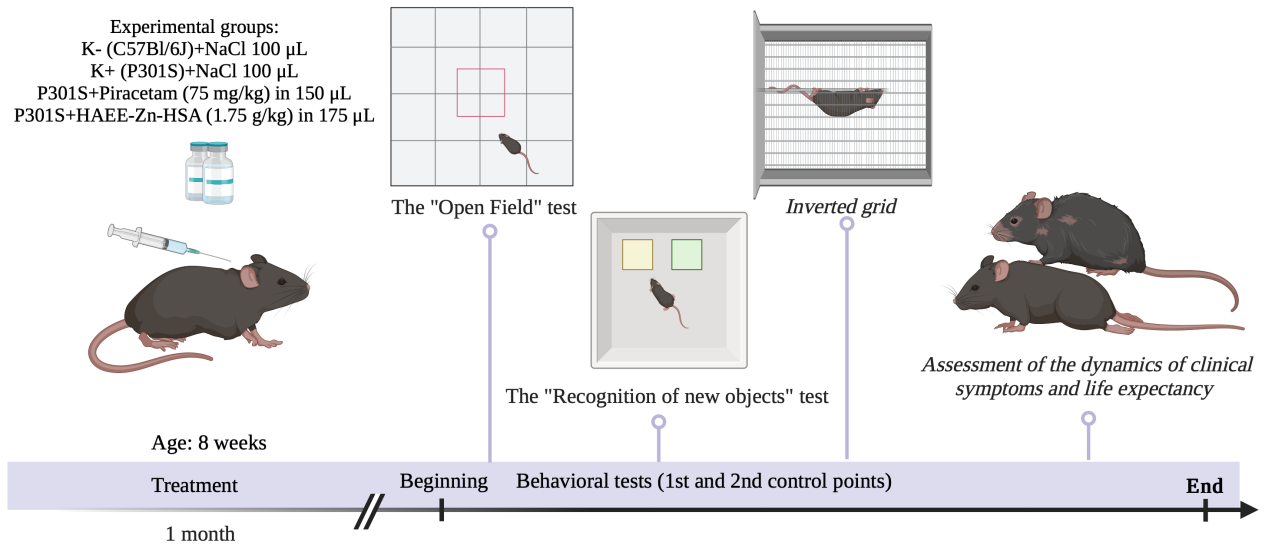 Experimental groups:
K- (C57Bl/6J)+NaCl 100 μL
K+ (P301S)+NaCl 100 μL
P301S+Piracetam (75 mg/kg) in 150 μL
P301S+HAEE-Zn-HSA (1.75 g/kg) in 175 μL
The "Open Field" test
Inverted grid
The "Recognition of new objects" test
Assessment of the dynamics of clinical
symptoms and life expectancy
Age: 8 weeks
Treatment
Beginning
Behavioral tests (1st and 2nd control points)
End
1 month